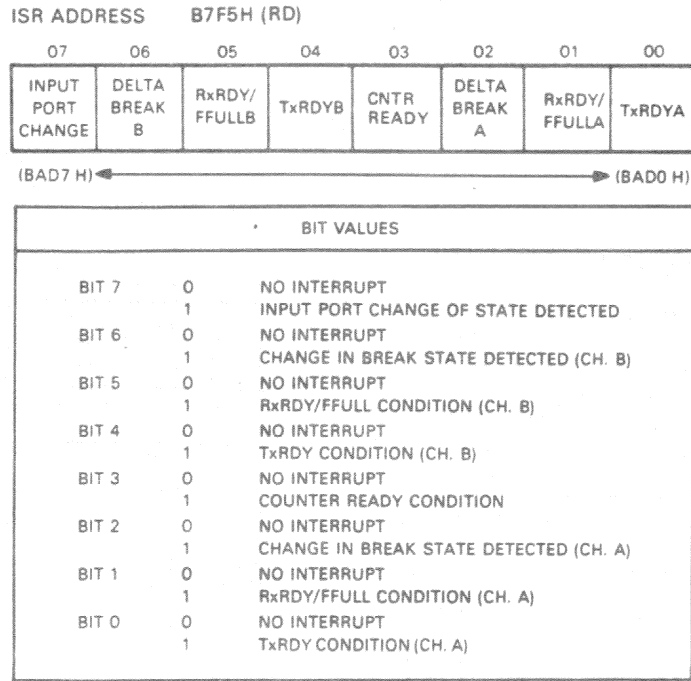 ISR ADDRESS B7F5H (RD)
07 06 05 04 03 02 01 00
INPUT PORT CHANGE
DELTA BREAK B
RxRDY/ FFULLB
TxRDYB
CNTR READY
DELTA BREAK A
RxRDY/ FFULLA
TxRDYA
(BAD7 H) (BAD0 H)
BIT VALUES
BIT 7 0 NO INTERRUPT
1 INPUT PORT CHANGE OF STATE DETECTED
BIT 6 0 NO INTERRUPT
1 CHANGE IN BREAK STATE DETECTED (CH. B)
BIT 5 0 NO INTERRUPT
1 RxRDY/FFULL CONDITION (CH. B)
BIT 4 0 NO INTERRUPT
1 TxRDY CONDITION (CH. B)
BIT 3 0 NO INTERRUPT
1 COUNTER READY CONDITION
BIT 2 0 NO INTERRUPT
1 CHANGE IN BREAK STATE DETECTED (CH. A)
BIT 1 0 NO INTERRUPT
1 RxRDY/FFULL CONDITION (CH. A)
BIT 0 0 NO INTERRUPT
1 TxRDY CONDITION (CH. A)